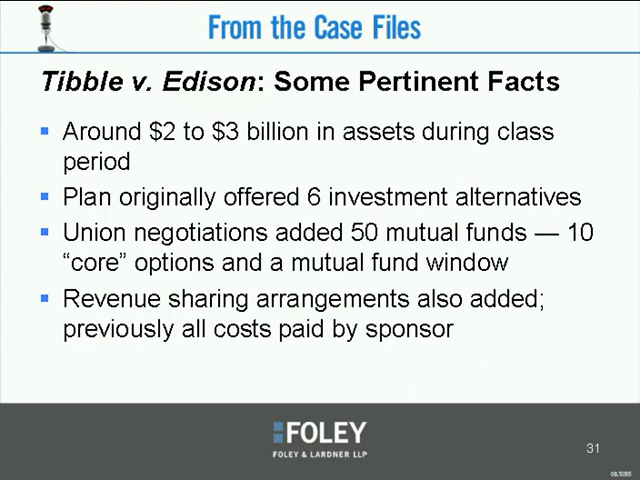 From the Case Files
Tibble v. Edison: Some Pertinent Facts
Around $2 to $3 billion in assets during class
period
Plan originally offered 6 investment alternatives
Union negotiations added 50 mutual funds — 10
“core” options and a mutual fund window
Revenue sharing arrangements also added;
previously all costs paid by sponsor
FOLEY
FOLEY & LARDNER LLP
31